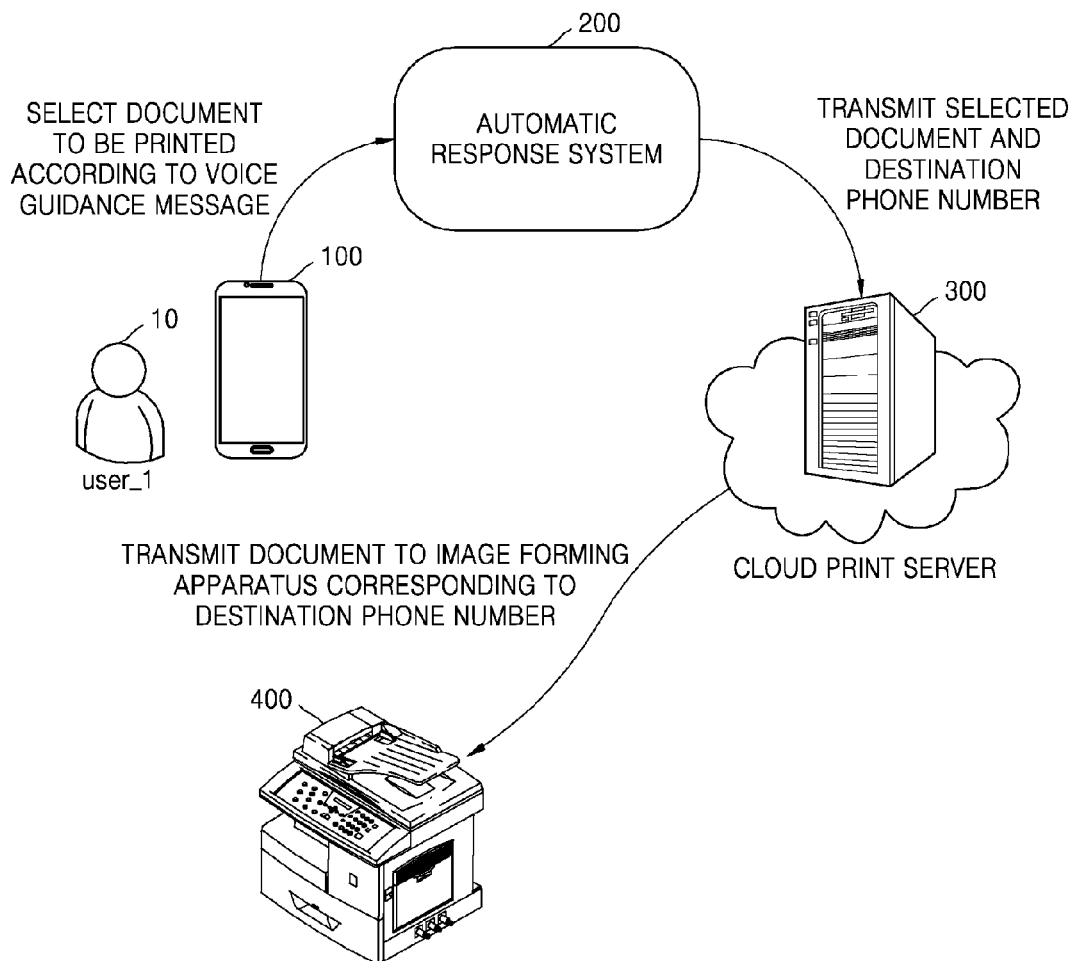 200
SELECT DOCUMENT
TO BE PRINTED
ACCORDING TO VOICE
GUIDANCE MESSAGE
AUTOMATIC
RESPONSE SYSTEM
TRANSMIT SELECTED
DOCUMENT AND
DESTINATION
PHONE NUMBER
100
10
user_1
300
CLOUD PRINT SERVER
TRANSMIT DOCUMENT TO IMAGE FORMING
APPARATUS CORRESPONDING TO
DESTINATION PHONE NUMBER
400